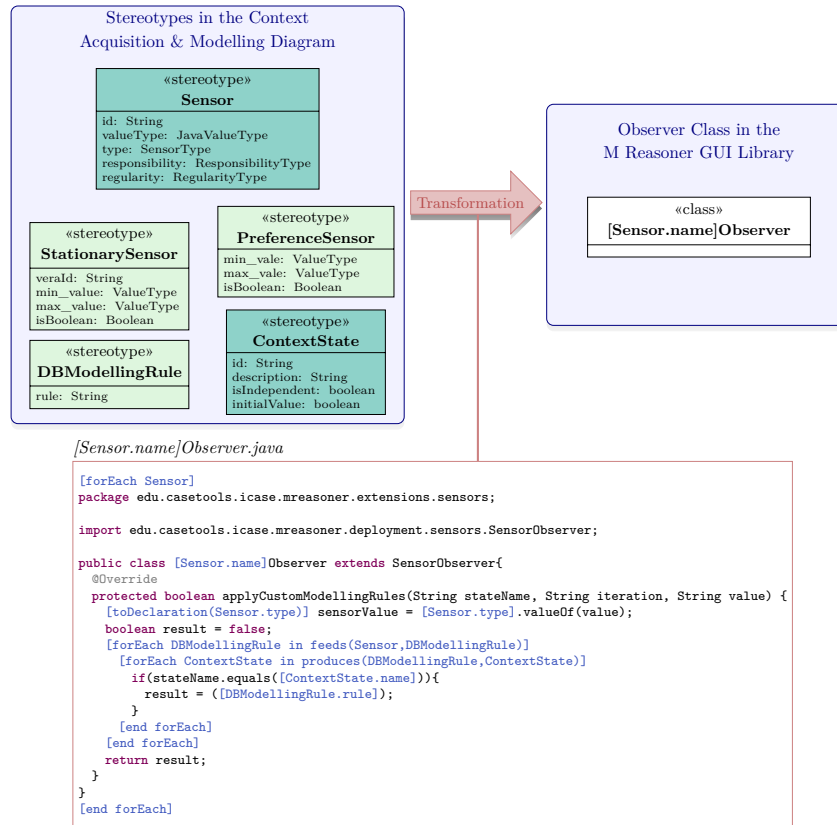 Stereotypes in the Context
Acquisition & Modelling Diagram
«stereotype»
Sensor
id: String
valueType: JavaValueType
type: SensorType
responsibility: ResponsibilityType
regularity: RegularityType
«stereotype»
StationarySensor
veraId: String
min_value: ValueType
max_value: ValueType
isBoolean: Boolean
«stereotype»
PreferenceSensor
min_vale: ValueType
max_vale: ValueType
isBoolean: Boolean
«stereotype»
DBModellingRule
rule: String
«stereotype»
ContextState
id: String
description: String
isIndependent: boolean
initialValue: boolean
Transformation
Observer Class in the
M Reasoner GUI Library
«class»
[Sensor.name]Observer
[Sensor.name]Observer.java
[forEach Sensor]
package edu.casetools.icase.mreasoner.extensions.sensors;
import edu.casetools.icase.mreasoner.deployment.sensors.SensorObserver;
public class [Sensor.name]Observer extends SensorObserver{
@Override
protected boolean applyCustomModellingRules(String stateName, String iteration, String value) {
[toDeclaration(Sensor.type)] sensorValue = [Sensor.type].valueOf(value);
boolean result = false;
[forEach DBModellingRule in feeds(Sensor,DBModellingRule)]
[forEach ContextState in produces(DBModellingRule,ContextState)]
if(stateName.equals([ContextState.name])){
result = ([DBModellingRule.rule]);
}
[end forEach]
[end forEach]
return result;
}
}
[end forEach]